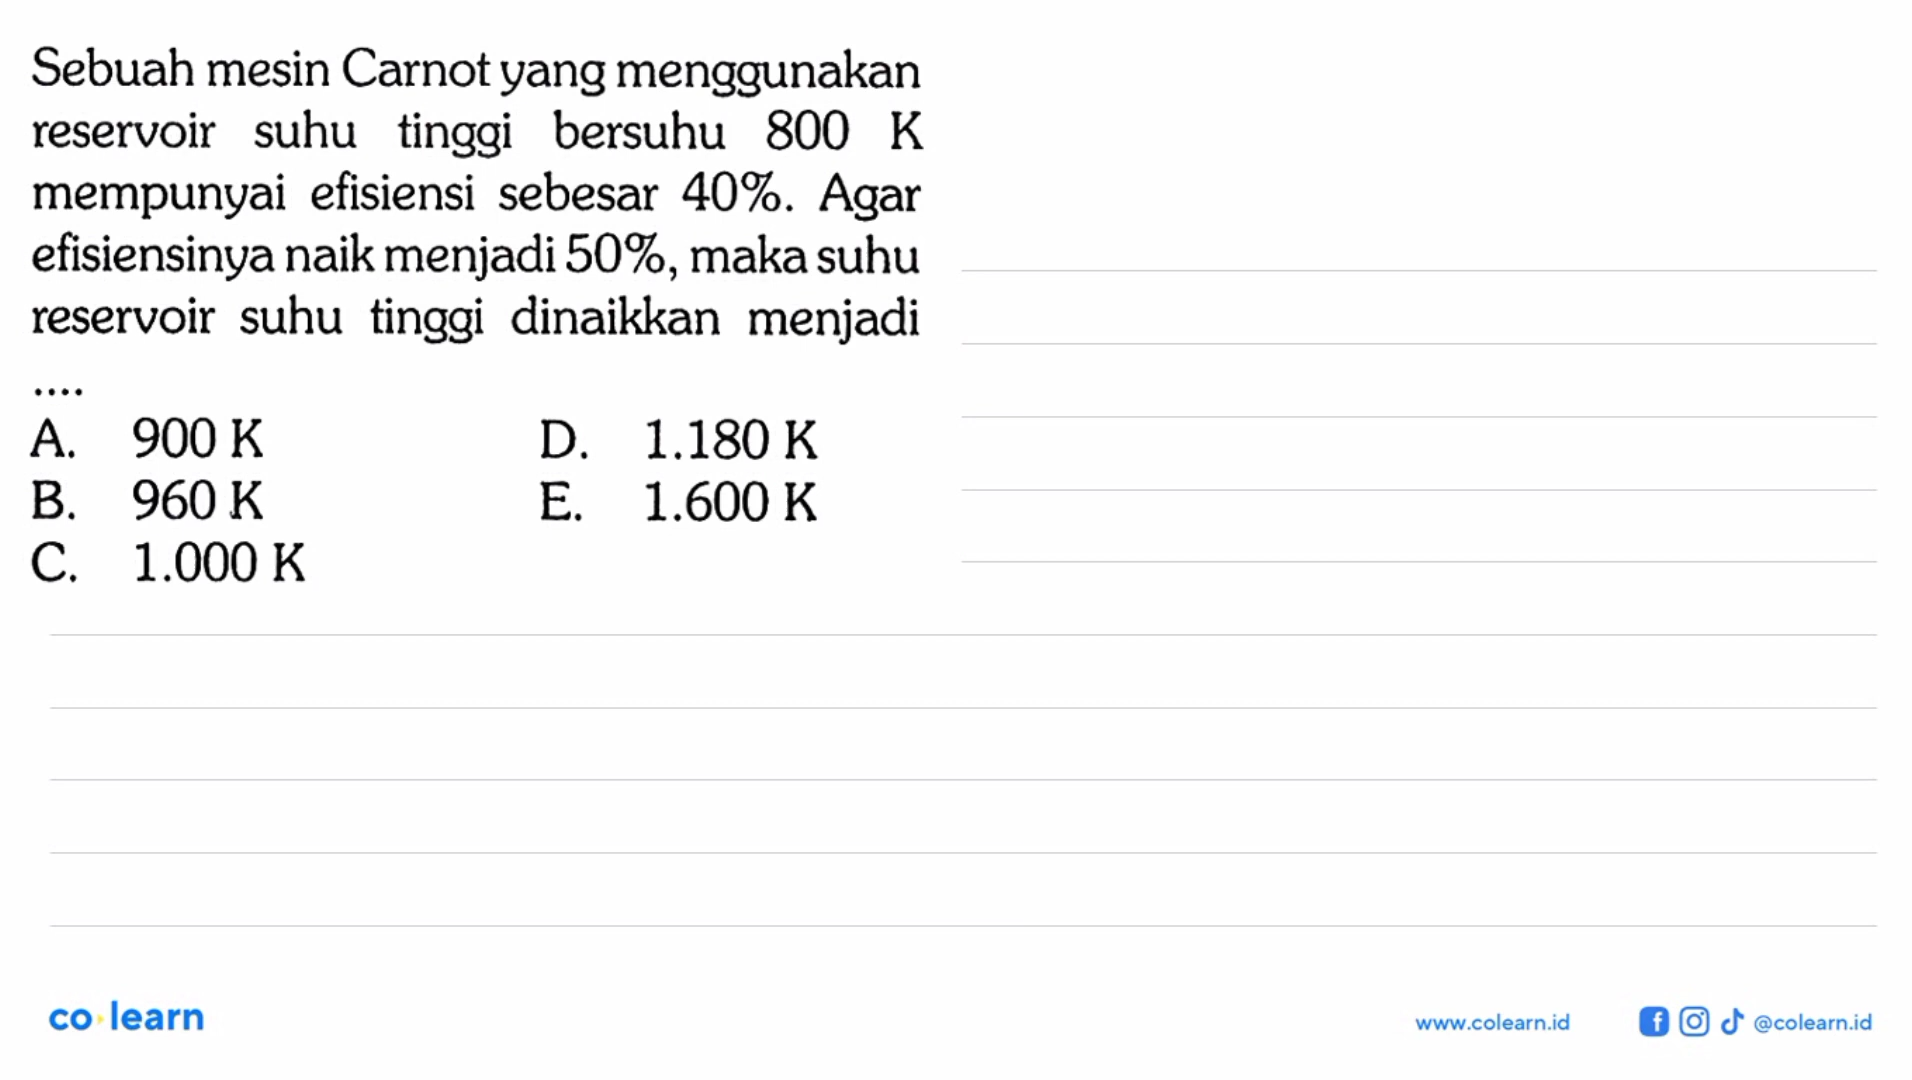 Sebuah mesin Carnot yang menggunakan
reservoir suhu tinggi bersuhu 800 K
mempunyai efisiensi sebesar 40%. Agar
efisiensinya naik menjadi 50%, maka suhu
reservoir suhu tinggi dinaikkan menjadi
....
A. 900 K D. 1.180 K
B. 960 K E. 1.600 K
C. 1.000 K
co learn www.colearn.id @colearn.id